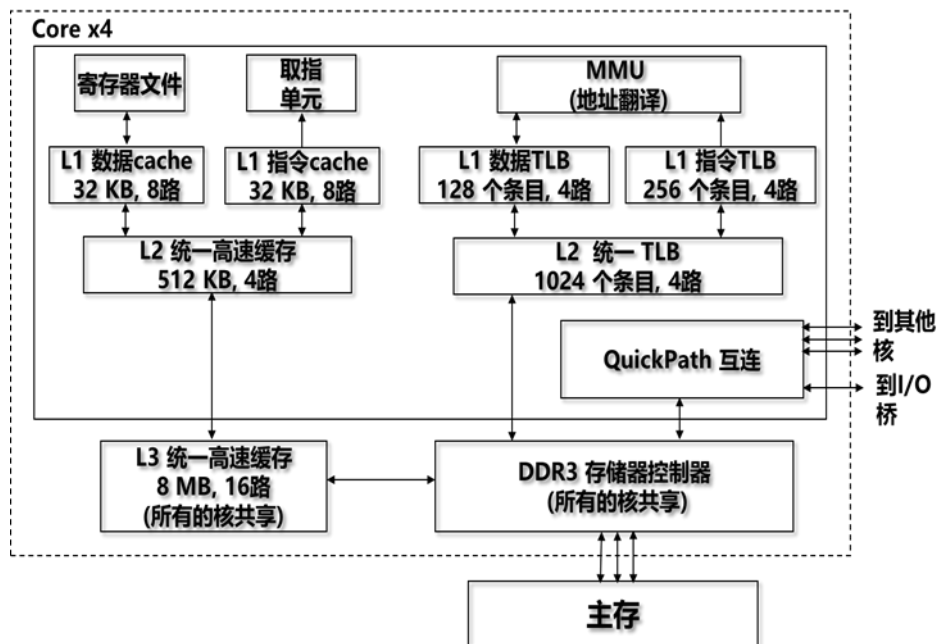 Core x4
寄存器文件
取指
单元
MMU
(地址翻译)
L1 数据cache
32 KB, 8路
L1 指令cache
32 KB, 8路
L1 数据TLB
128 个条目, 4路
L1 指令TLB
256 个条目, 4路
L2 统一高速缓存
512 KB, 4路
L2 统一 TLB
1024 个条目, 4路
QuickPath 互连
到其他
核
到I/O
桥
L3 统一高速缓存
8 MB, 16路
(所有的核共享)
DDR3 存储器控制器
(所有的核共享)
主存